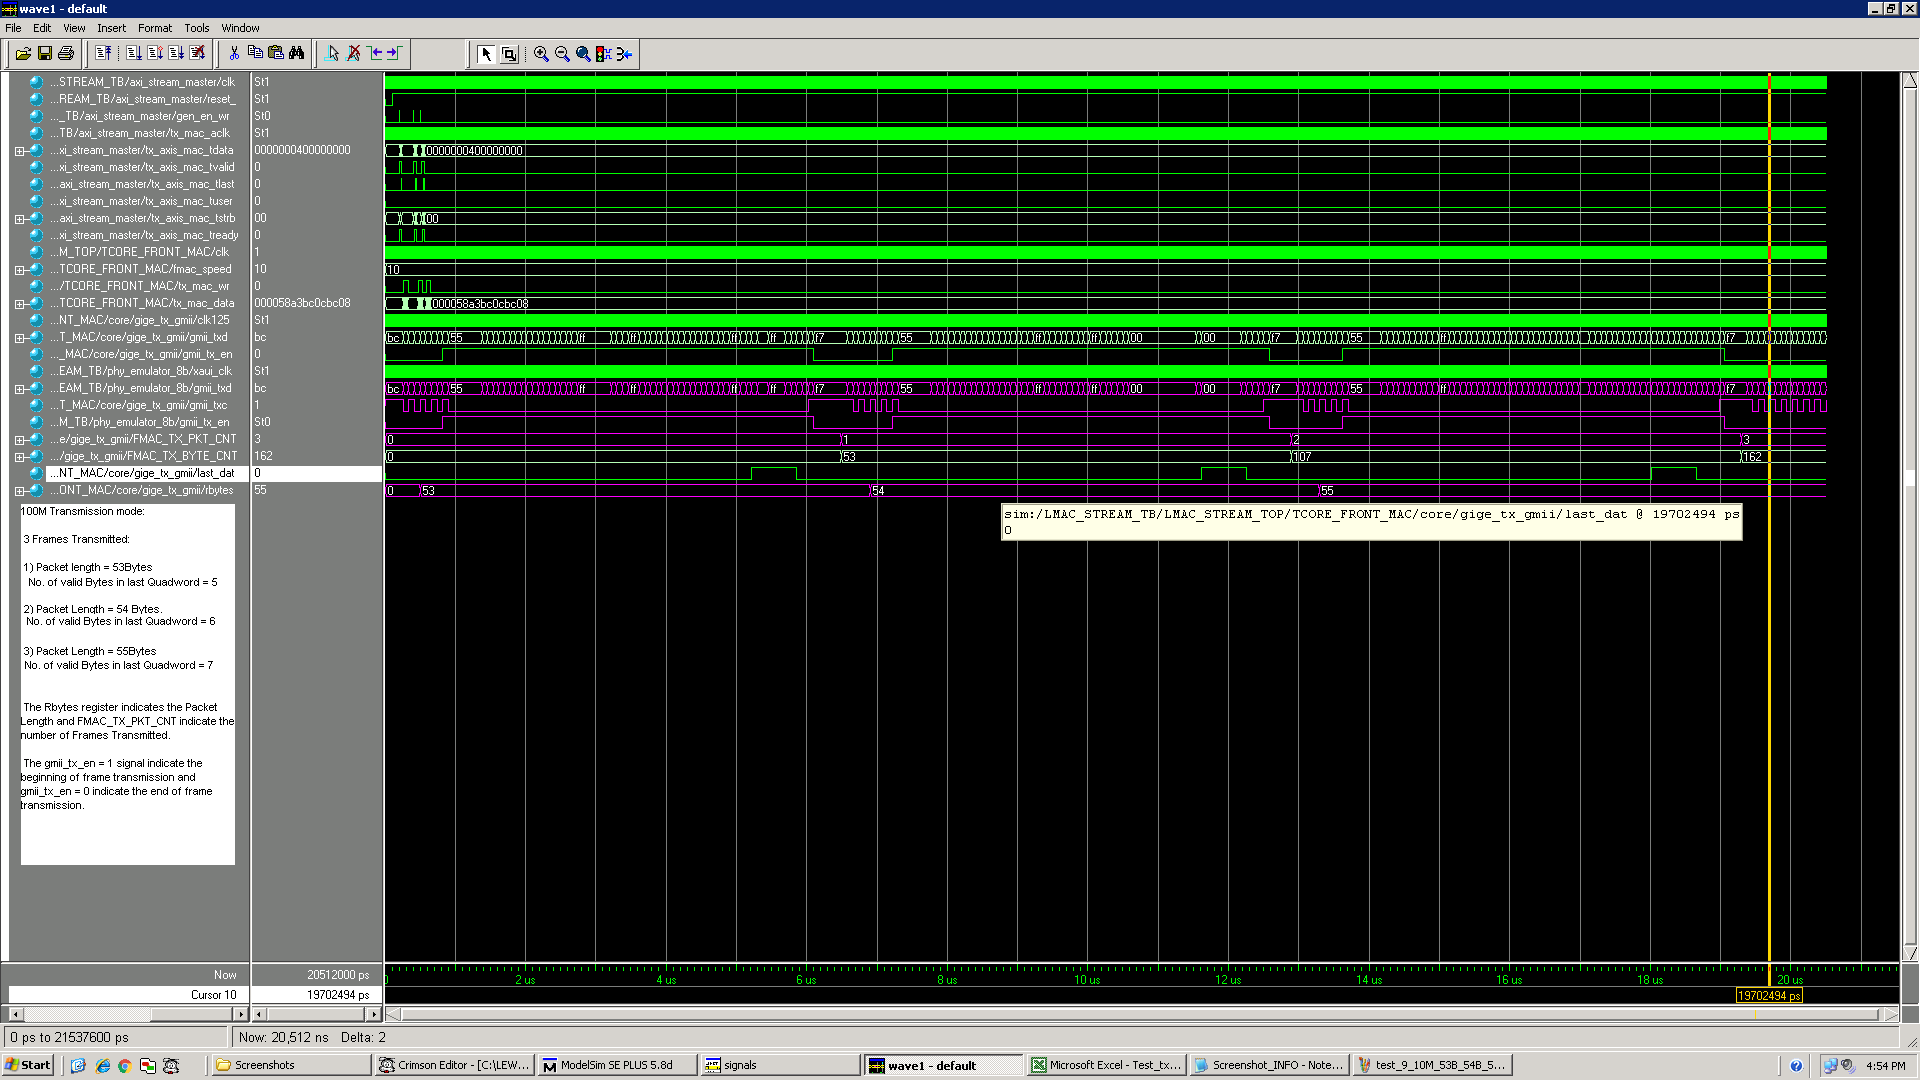 wave1 - default
File Edit View Insert Format Tools Window
...STREAM_TB/axi_stream_master/clk St1
...REAM_TB/axi_stream_master/reset_ St1
..._TB/axi_stream_master/gen_en_wr St0
...TB/axi_stream_master/tx_mac_aclk St1
...xi_stream_master/tx_axis_mac_tdata 0000000400000000 0000000400000000
...xi_stream_master/tx_axis_mac_tvalid 0
...axi_stream_master/tx_axis_mac_tlast 0
...xi_stream_master/tx_axis_mac_tuser 0
...axi_stream_master/tx_axis_mac_tstrb 00 00
...xi_stream_master/tx_axis_mac_tready 0
...M_TOP/TCORE_FRONT_MAC/clk 1
...TCORE_FRONT_MAC/fmac_speed 10 10
.../TCORE_FRONT_MAC/tx_mac_wr 0
...TCORE_FRONT_MAC/tx_mac_data 000058a3bc0cbc08 000058a3bc0cbc08
...NT_MAC/core/gige_tx_gmii/clk125 St1
...T_MAC/core/gige_tx_gmii/gmii_txd bc bc 55 ff ff ff ff f7 55 ff ff ff 00 00 f7 55 ff f7
..._MAC/core/gige_tx_gmii/gmii_tx_en 0
...EAM_TB/phy_emulator_8b/xaui_clk St1
...EAM_TB/phy_emulator_8b/gmii_txd bc bc 55 ff ff ff ff f7 55 ff ff ff 00 00 f7 55 ff f7
...T_MAC/core/gige_tx_gmii/gmii_txc 1
...M_TB/phy_emulator_8b/gmii_tx_en St0
...e/gige_tx_gmii/FMAC_TX_PKT_CNT 3 0 1 2 3
.../gige_tx_gmii/FMAC_TX_BYTE_CNT 162 0 53 107 162
...NT_MAC/core/gige_tx_gmii/last_dat 0
...ONT_MAC/core/gige_tx_gmii/rbytes 55 0 53 54 55
sim:/LMAC_STREAM_TB/LMAC_STREAM_TOP/TCORE_FRONT_MAC/core/gige_tx_gmii/last_dat @ 19702494 ps
0
100M Transmission mode:
3 Frames Transmitted:
1) Packet length = 53Bytes
No. of valid Bytes in last Quadword = 5
2) Packet Length = 54 Bytes.
No. of valid Bytes in last Quadword = 6
3) Packet Length = 55Bytes
No. of valid Bytes in last Quadword = 7
The Rbytes register indicates the Packet
Length and FMAC_TX_PKT_CNT indicate the
number of Frames Transmitted.
The gmii_tx_en = 1 signal indicate the
beginning of frame transmission and
gmii_tx_en = 0 indicate the end of frame
transmission.
Now 20512000 ps
2 us 4 us 6 us 8 us 10 us 12 us 14 us 16 us 18 us 20 us
Cursor 10 19702494 ps 19702494 ps
0 ps to 21537600 ps Now: 20,512 ns Delta: 2
Start Screenshots Crimson Editor - [C:\LEW... ModelSim SE PLUS 5.8d signals wave1 - default Microsoft Excel - Test_tx... Screenshot_INFO - Note... test_9_10M_53B_54B_5... 4:54 PM